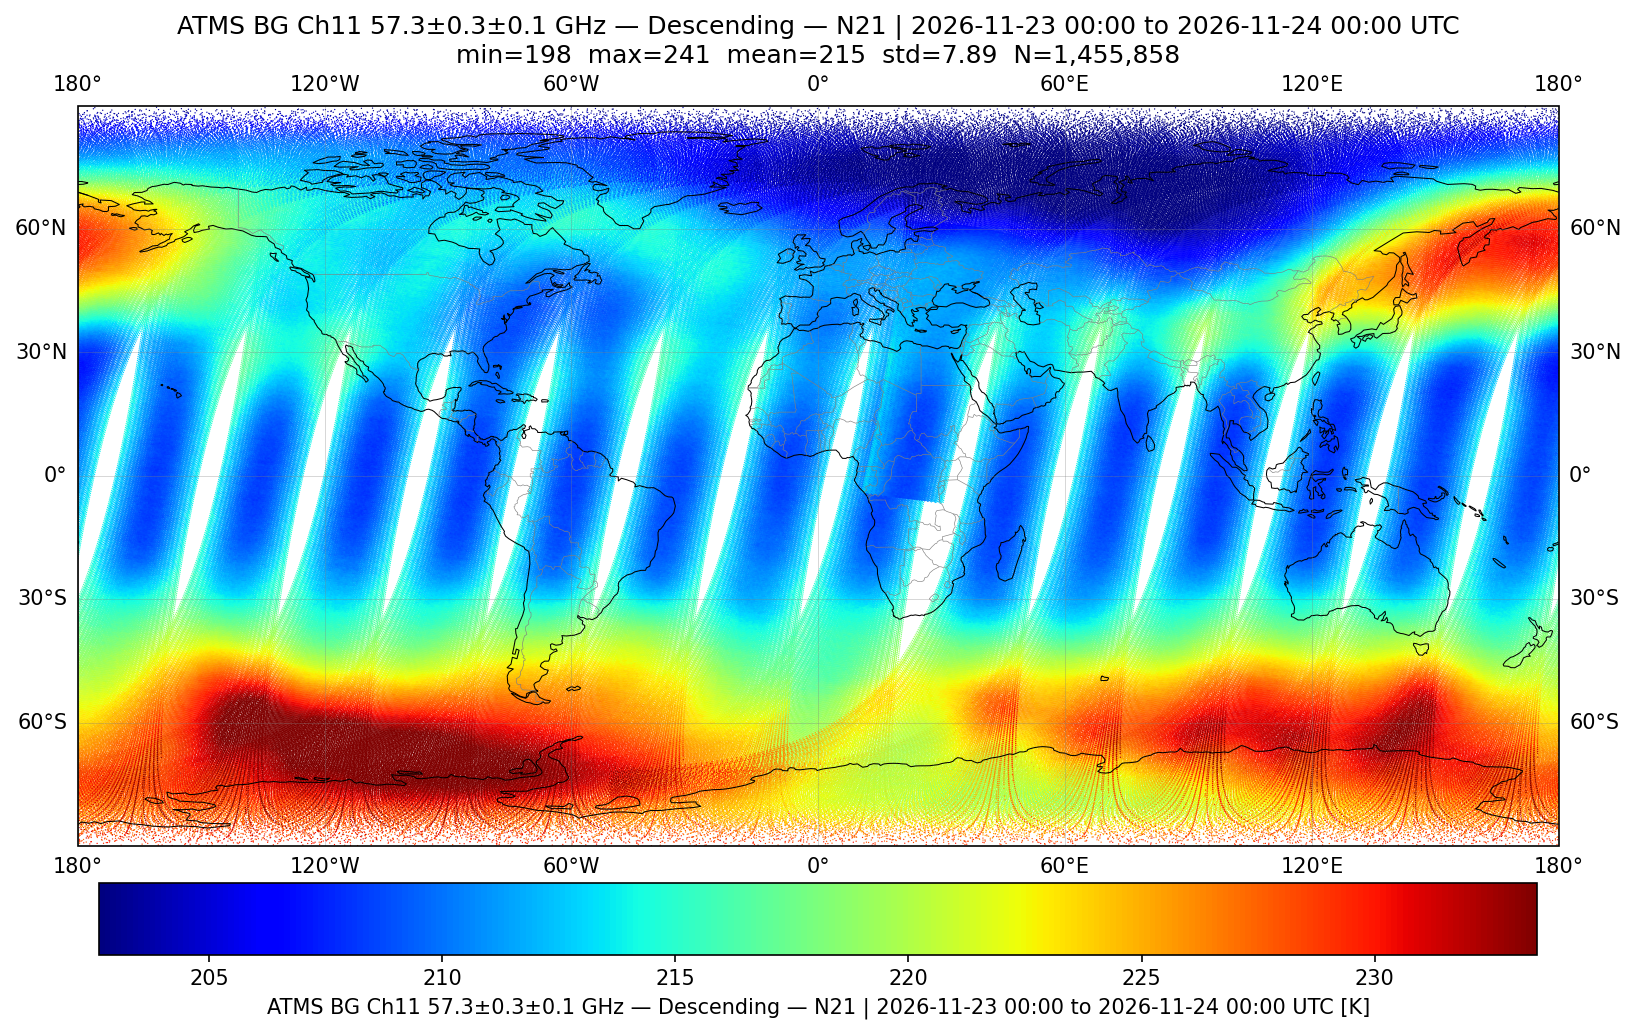 ATMS BG Ch11 57.3±0.3±0.1 GHz — Descending — N21 | 2026-11-23 00:00 to 2026-11-24 00:00 UTC
min=198 max=241 mean=215 std=7.89 N=1,455,858
180° 120°W 60°W 0° 60°E 120°E 180°
60°N 60°N
30°N 30°N
0° 0°
30°S 30°S
60°S 60°S
180° 120°W 60°W 0° 60°E 120°E 180°
205 210 215 220 225 230
ATMS BG Ch11 57.3±0.3±0.1 GHz — Descending — N21 | 2026-11-23 00:00 to 2026-11-24 00:00 UTC [K]